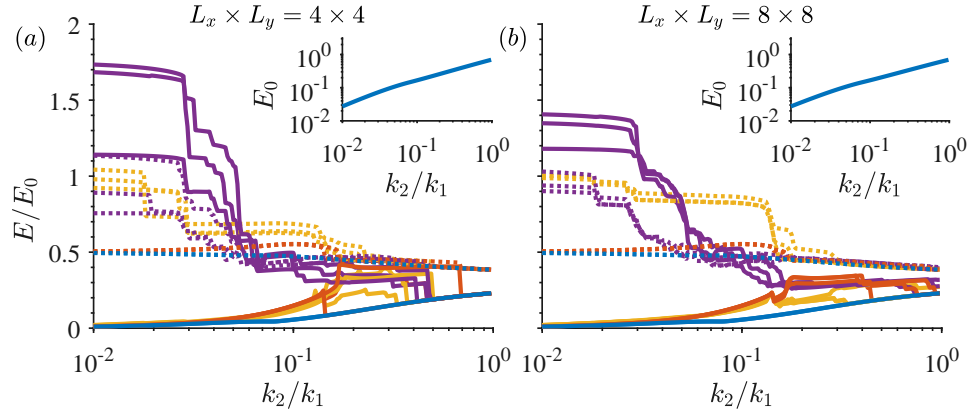 L_x × L_y = 4 × 4
(a)
E/E_0
2
1.5
1
0.5
0
10^{-2}
10^{-1}
10^0
k_2/k_1
E_0
10^0
10^{-1}
10^{-2}
10^{-2}
10^{-1}
10^0
k_2/k_1
L_x × L_y = 8 × 8
(b)
10^{-2}
10^{-1}
10^0
k_2/k_1
E_0
10^0
10^{-1}
10^{-2}
10^{-2}
10^{-1}
10^0
k_2/k_1